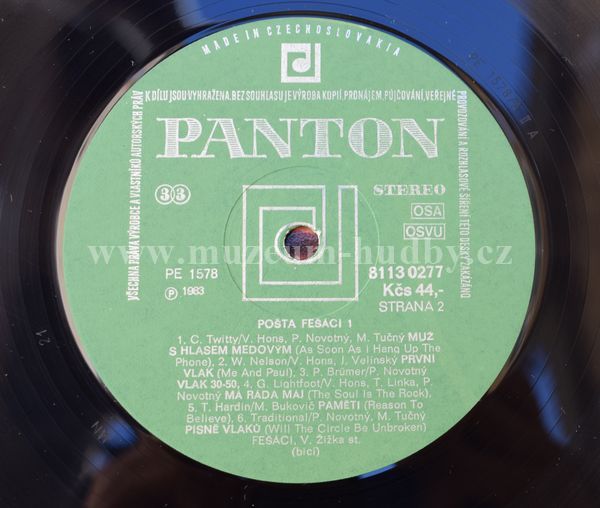 MADE IN CZECHOSLOVAKIA
VŠECHNA PRÁVA VÝROBCE A VLASTNÍKŮ AUTORSKÝCH PRÁV
K DÍLU JSOU VYHRAŽENA. BEZ SOUHLASU JE VÝROBA KOPIÍ, PRONÁJEM, PŮJČOVÁNÍ, VEŘEJNÉ
PROVOZOVÁNÍ A ROZHLASOVÉ ŠÍŘENÍ TÉTO DESKY ZAKÁZÁNO
PANTON
33
STEREO
OSA
OSVU
www.muzeum-hudby.cz
PE 1578
8113 0277
Ⓟ 1983
Kčs 44,-
STRANA 2
POŠTA FEŠÁCI 1
1. C. Twitty/V. Hons, P. Novotný, M. Tučný MUŽ
S HLASEM MEDOVÝM (As Soon As I Hang Up The
Phone), 2. W. Nelson/V. Hons, J. Velinský PRVNÍ
VLAK (Me And Paul), 3. P. Brümer/P. Novotný
VLAK 30-50, 4. G. Lightfoot/V. Hons, T. Linka, P.
Novotný MÁ RÁDA MÁJ (The Soul Is The Rock),
5. T. Hardin/M. Bukovič PAMĚTI (Reason To
Believe), 6. Traditional/P. Novotný, M. Tučný
PÍSNĚ VLAKŮ (Will The Circle Be Unbroken)
FEŠÁCI, V. Žižka st.
(bicí)